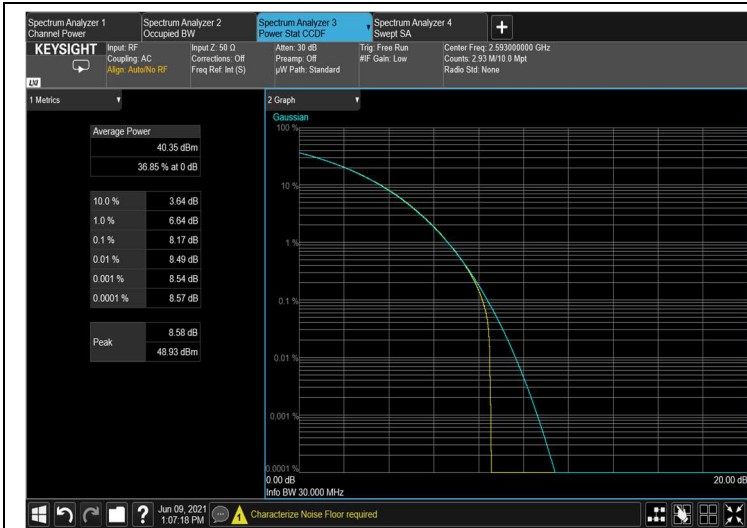 Spectrum Analyzer 1
Channel Power
Spectrum Analyzer 2
Occupied BW
Spectrum Analyzer 3
Power Stat CCDF
Spectrum Analyzer 4
Swept SA
KEYSIGHT
Input: RF
Coupling: AC
Align: Auto/No RF
Input Z: 50 Ω
Corrections: Off
Freq Ref: Int (S)
Atten: 30 dB
Preamp: Off
µW Path: Standard
Trig: Free Run
#IF Gain: Low
Center Freq: 2.593000000 GHz
Counts: 2.93 M/10.0 Mpt
Radio Std: None
LXI
1 Metrics
Average Power
40.35 dBm
36.85 % at 0 dB
10.0 % 3.64 dB
1.0 % 6.64 dB
0.1 % 8.17 dB
0.01 % 8.49 dB
0.001 % 8.54 dB
0.0001 % 8.57 dB
Peak
8.58 dB
48.93 dBm
2 Graph
Gaussian
100 %
10 %
1 %
0.1 %
0.01 %
0.001 %
0.0001 %
0.00 dB
20.00 dB
Info BW 30.000 MHz
?
Jun 09, 2021
1:07:18 PM
Characterize Noise Floor required